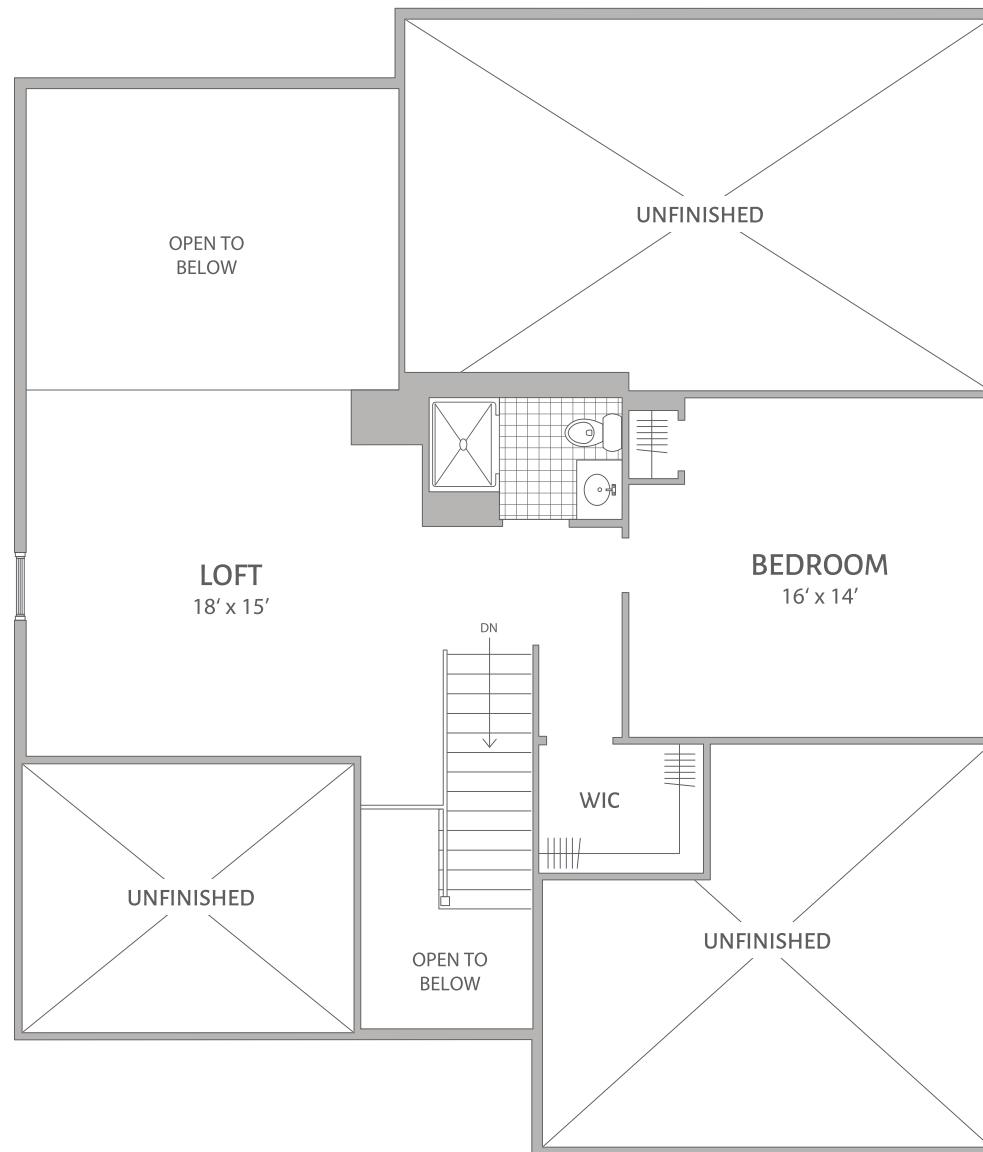 UNFINISHED
OPEN TO
BELOW
LOFT
18‘ x 15‘
BEDROOM
16‘ x 14‘
DN
WIC
UNFINISHED
UNFINISHED
OPEN TO
BELOW